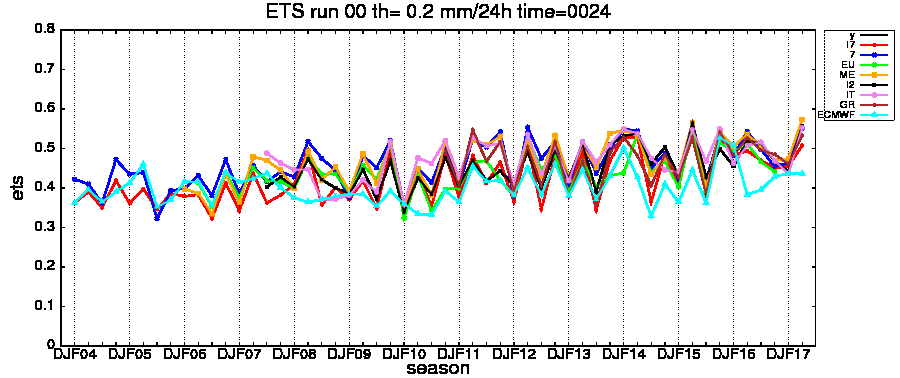 ETS run 00 th= 0.2 mm/24h time=0024
0.8
0.7
0.6
0.5
0.4
0.3
0.2
0.1
0
ets
DJF04 DJF05 DJF06 DJF07 DJF08 DJF09 DJF10 DJF11 DJF12 DJF13 DJF14 DJF15 DJF16 DJF17
season
y
I7
7
EU
ME
I2
IT
GR
ECMWF